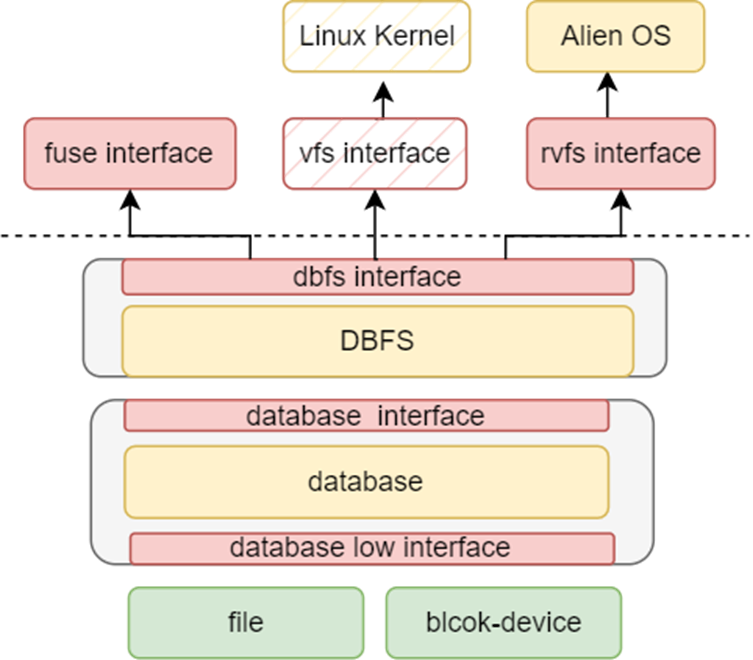 Linux Kernel
Alien OS
fuse interface
vfs interface
rvfs interface
dbfs interface
DBFS
database  interface
database
database low interface
file
blcok-device